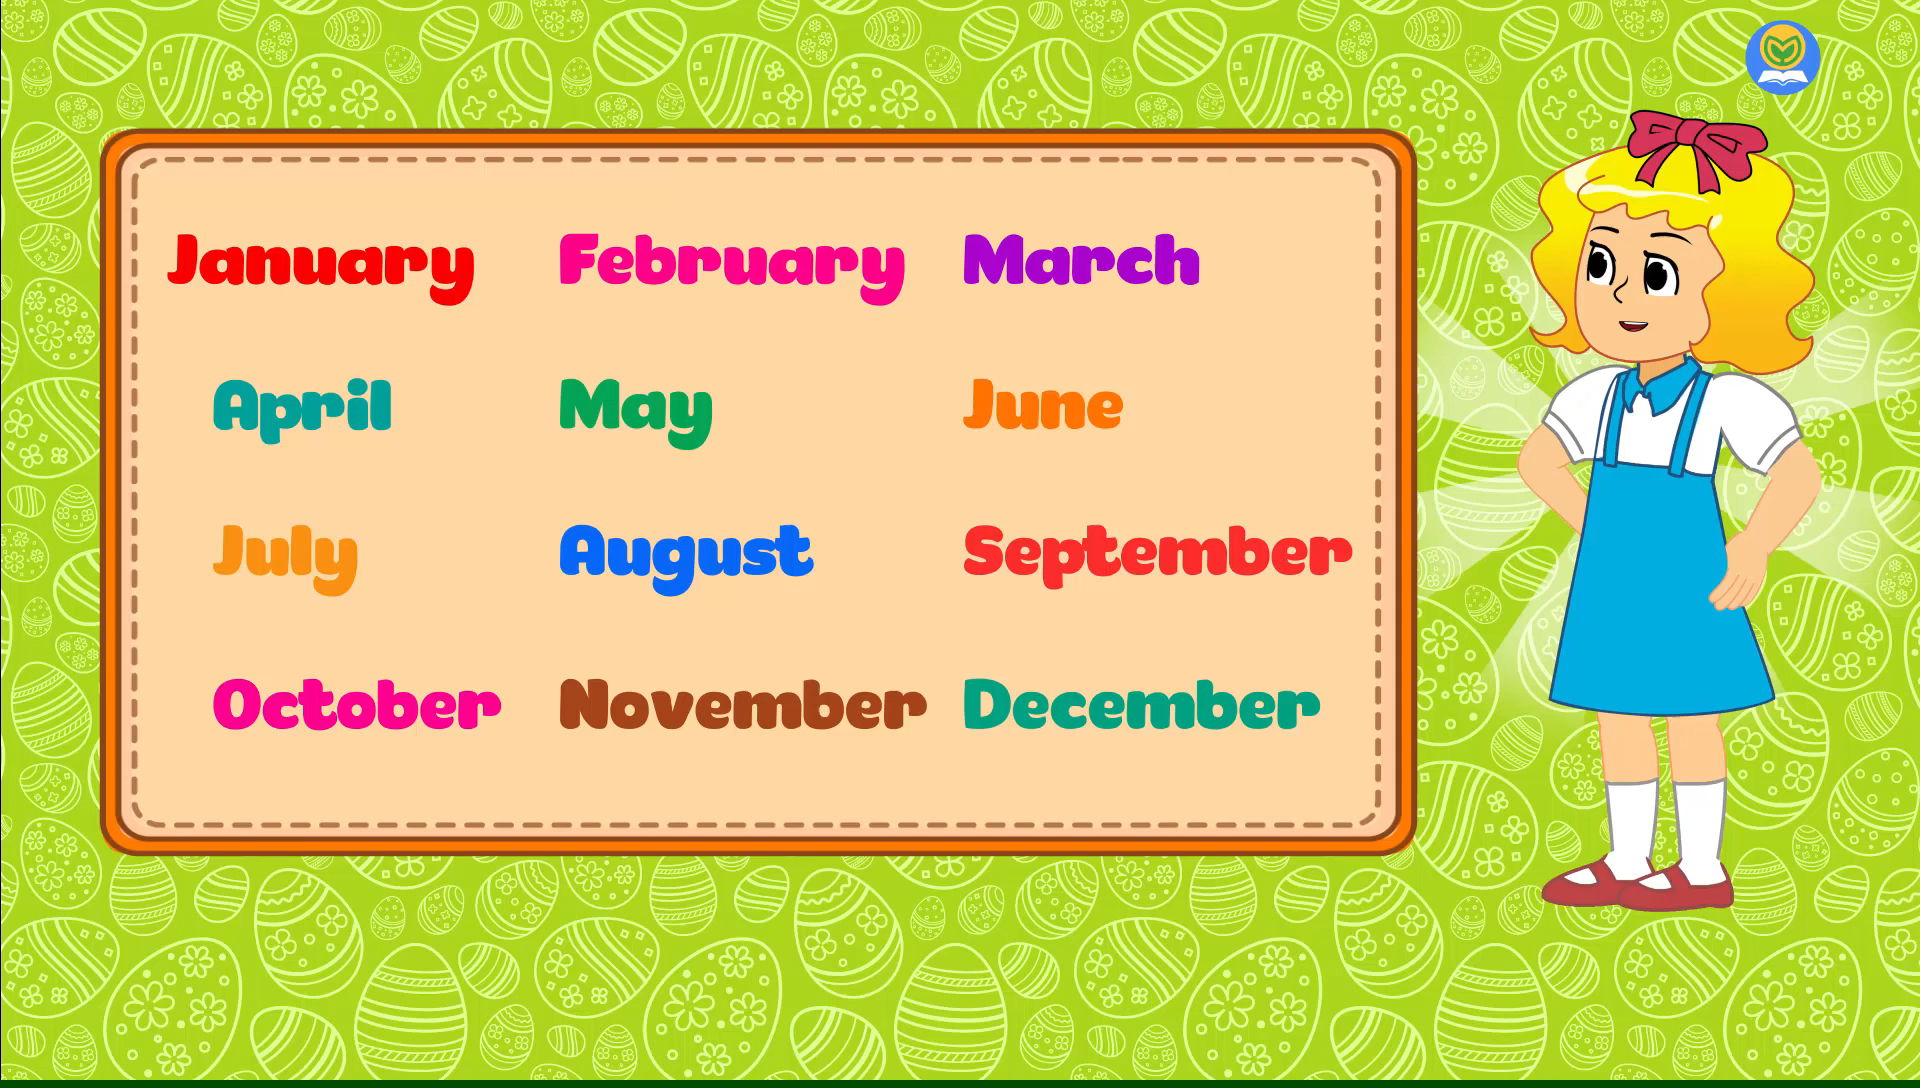 January February March
April May June
July August September
October November December